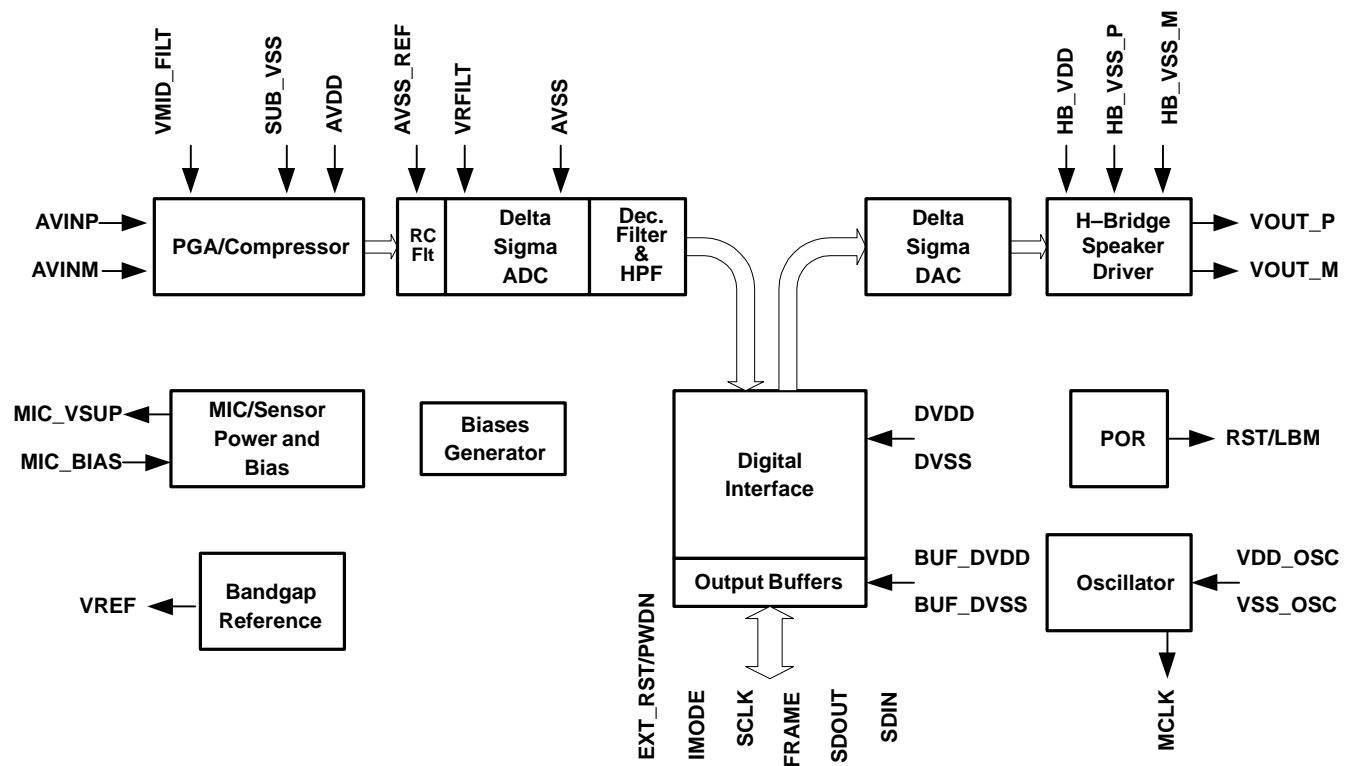 VMID_FILT
SUB_VSS
AVDD
AVSS_REF
VRFILT
AVSS
HB_VDD
HB_VSS_P
HB_VSS_M
AVINP
AVINM
PGA/Compressor
RC
Flt
Delta
Sigma
ADC
Dec.
Filter
&
HPF
Delta
Sigma
DAC
H–Bridge
Speaker
Driver
VOUT_P
VOUT_M
MIC_VSUP
MIC_BIAS
MIC/Sensor
Power and
Bias
Biases
Generator
Digital
Interface
DVDD
DVSS
POR
RST/LBM
VREF
Bandgap
Reference
Output Buffers
BUF_DVDD
BUF_DVSS
Oscillator
VDD_OSC
VSS_OSC
EXT_RST/PWDN
IMODE
SCLK
FRAME
SDOUT
SDIN
MCLK